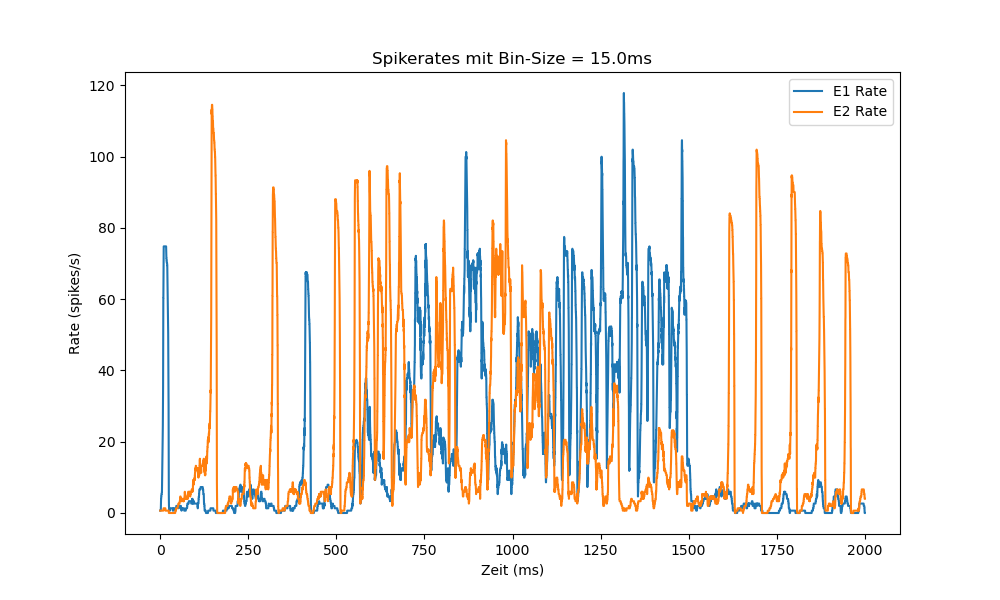 Spikerates mit Bin-Size = 15.0ms
E1 Rate
E2 Rate
120
100
80
60
40
20
0
Rate (spikes/s)
0 250 500 750 1000 1250 1500 1750 2000
Zeit (ms)